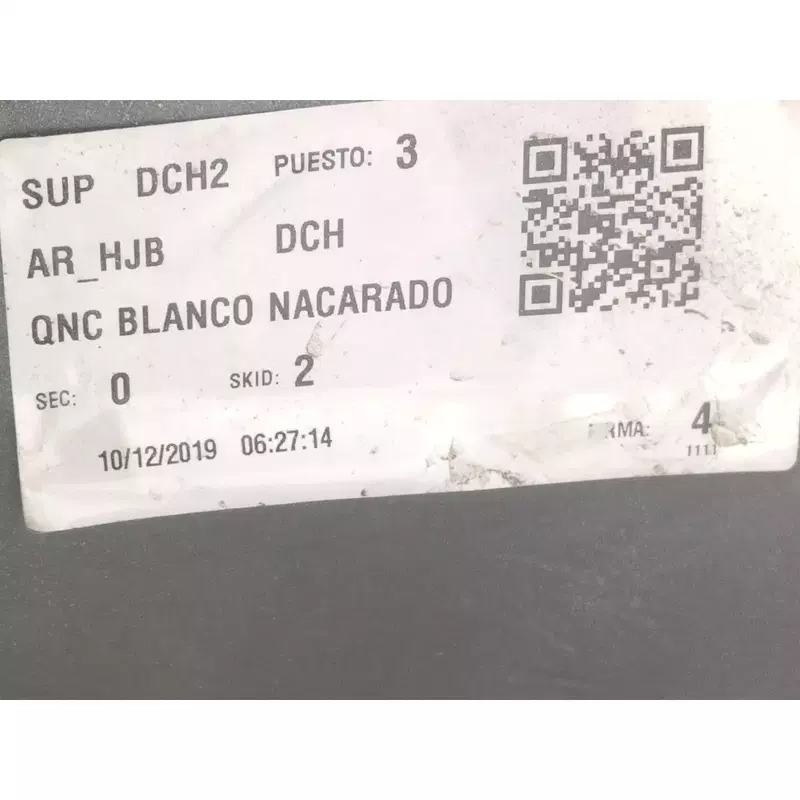 SUP DCH2 PUESTO: 3
AR_HJB DCH
QNC BLANCO NACARADO
SEC: 0 SKID: 2
10/12/2019 06:27:14 4
1111